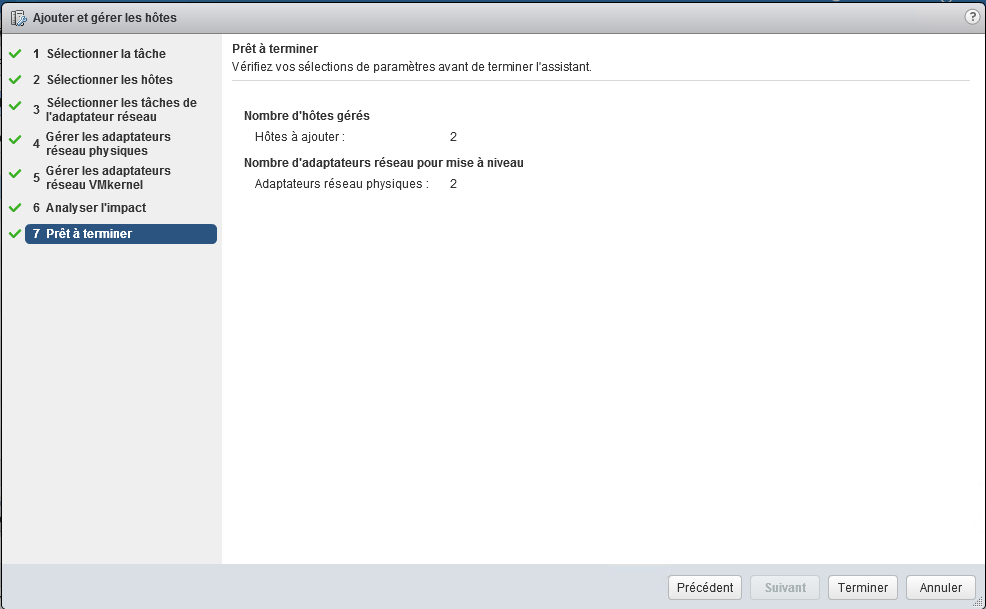 Ajouter et gérer les hôtes
?
1 Sélectionner la tâche
2 Sélectionner les hôtes
3 Sélectionner les tâches de
l'adaptateur réseau
4 Gérer les adaptateurs
réseau physiques
5 Gérer les adaptateurs
réseau VMkernel
6 Analyser l'impact
7 Prêt à terminer
Prêt à terminer
Vérifiez vos sélections de paramètres avant de terminer l'assistant.
Nombre d'hôtes gérés
Hôtes à ajouter : 2
Nombre d'adaptateurs réseau pour mise à niveau
Adaptateurs réseau physiques : 2
Précédent Suivant Terminer Annuler